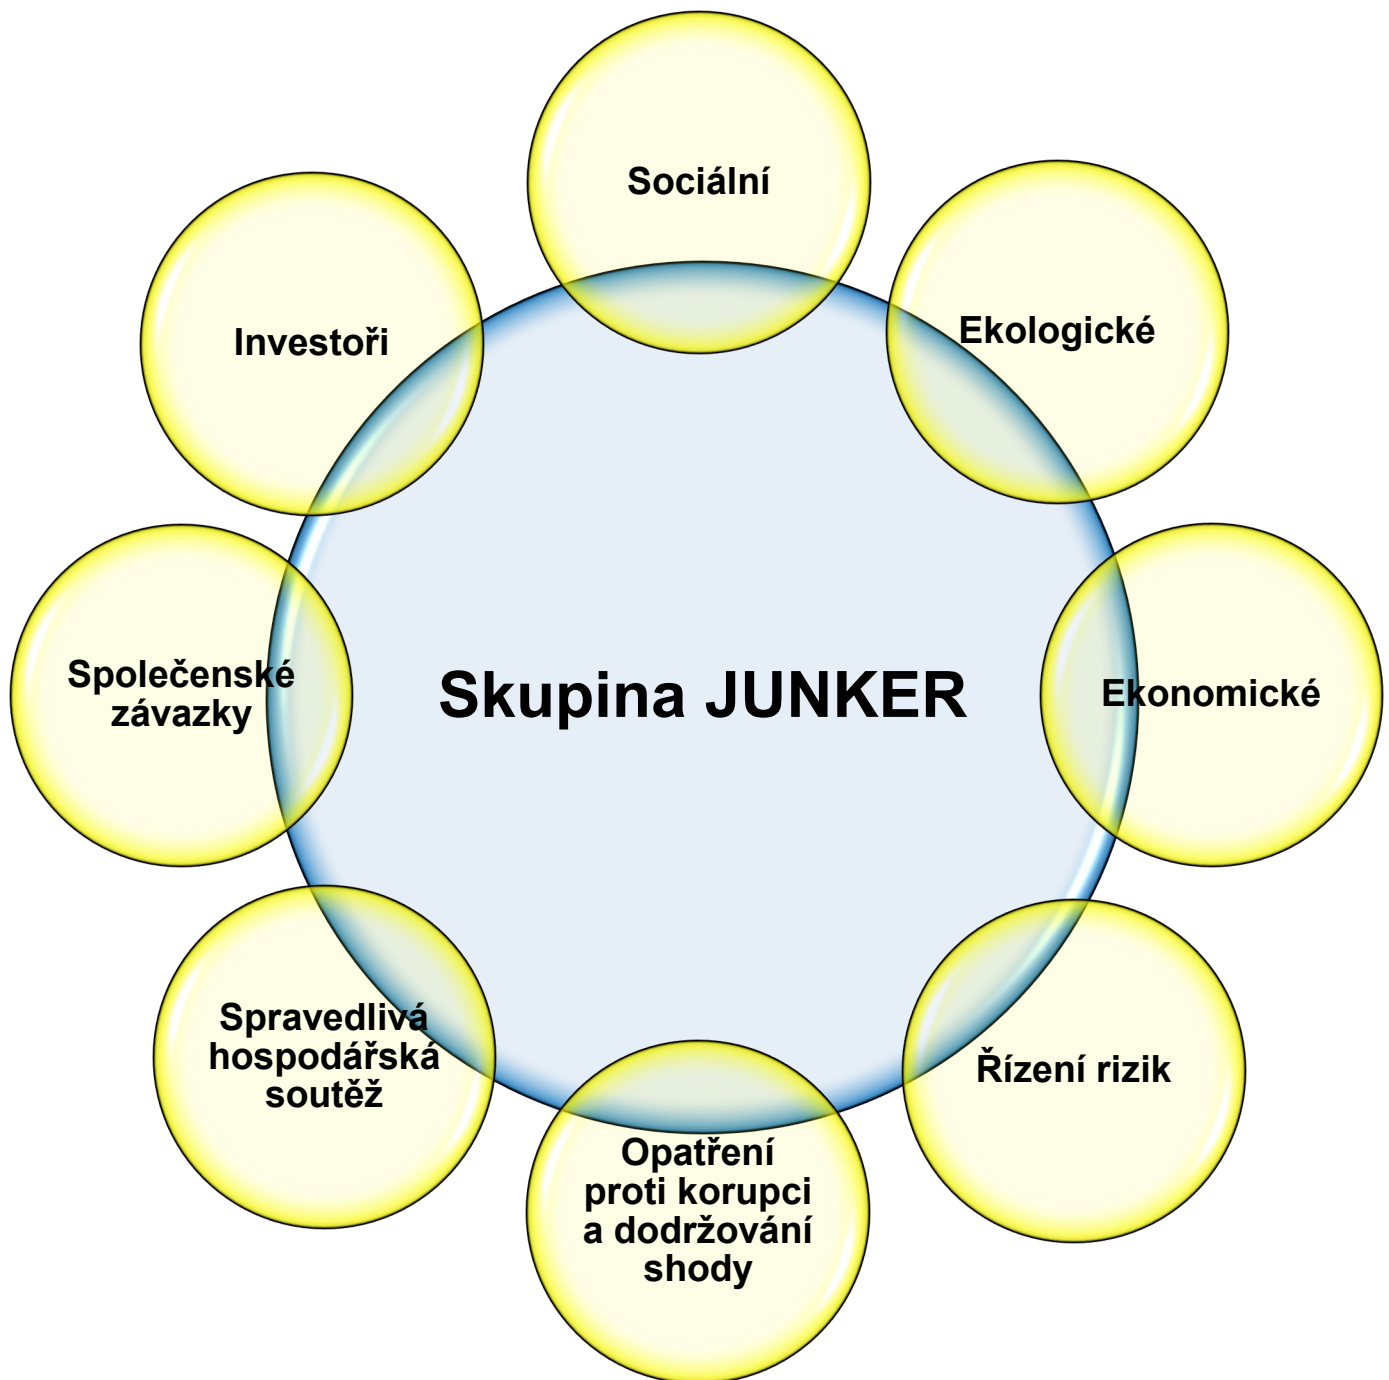 Sociální
Ekologické
Investoři
Společenské
závazky
Skupina JUNKER
Ekonomické
Spravedlivá
hospodářská
soutěž
Řízení rizik
Opatření
proti korupci
a dodržování
shody